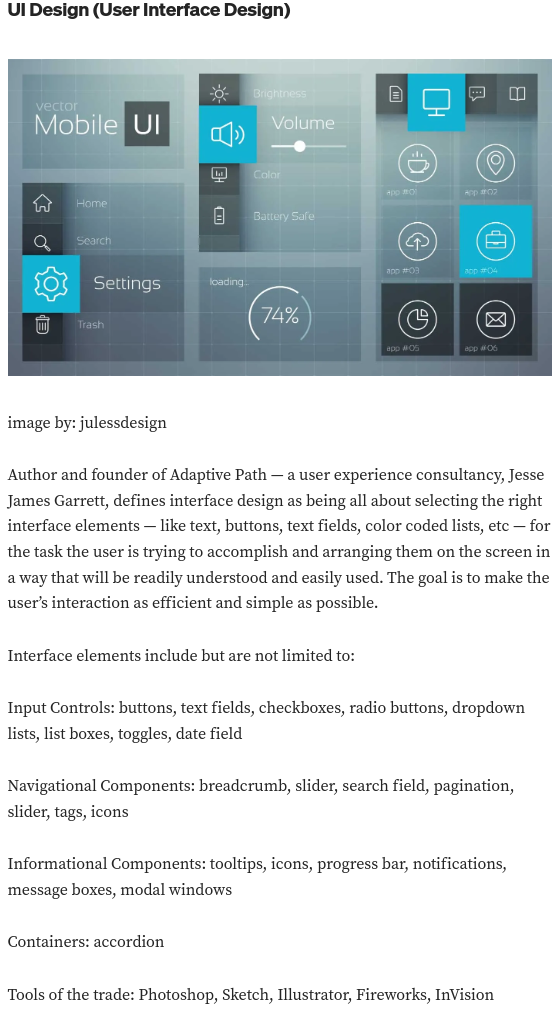 UI Design (User Interface Design)
vector
Mobile UI
Home
Search
Settings
Trash
Brightness
Volume
Color
Battery Safe
loading...
74%
app #01
app #02
app #03
app #04
app #05
app #06
image by: julessdesign
Author and founder of Adaptive Path — a user experience consultancy, Jesse
James Garrett, defines interface design as being all about selecting the right
interface elements — like text, buttons, text fields, color coded lists, etc — for
the task the user is trying to accomplish and arranging them on the screen in
a way that will be readily understood and easily used. The goal is to make the
user’s interaction as efficient and simple as possible.
Interface elements include but are not limited to:
Input Controls: buttons, text fields, checkboxes, radio buttons, dropdown
lists, list boxes, toggles, date field
Navigational Components: breadcrumb, slider, search field, pagination,
slider, tags, icons
Informational Components: tooltips, icons, progress bar, notifications,
message boxes, modal windows
Containers: accordion
Tools of the trade: Photoshop, Sketch, Illustrator, Fireworks, InVision